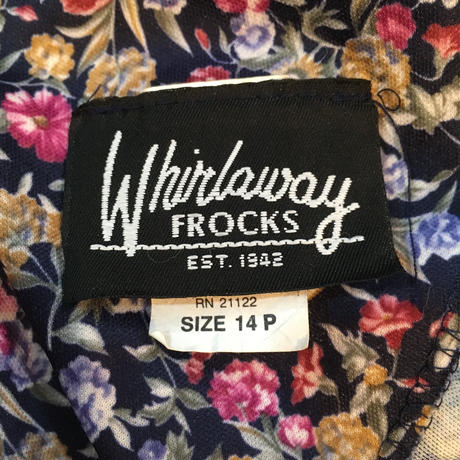 Whirlaway
FROCKS
EST. 1942
RN 21122
SIZE 14 P